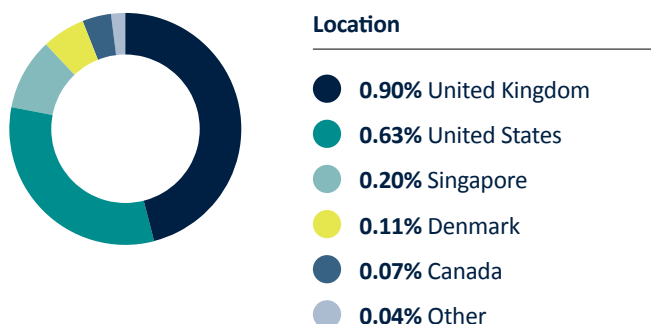 Location
0.90% United Kingdom
0.63% United States
0.20% Singapore
0.11% Denmark
0.07% Canada
0.04% Other